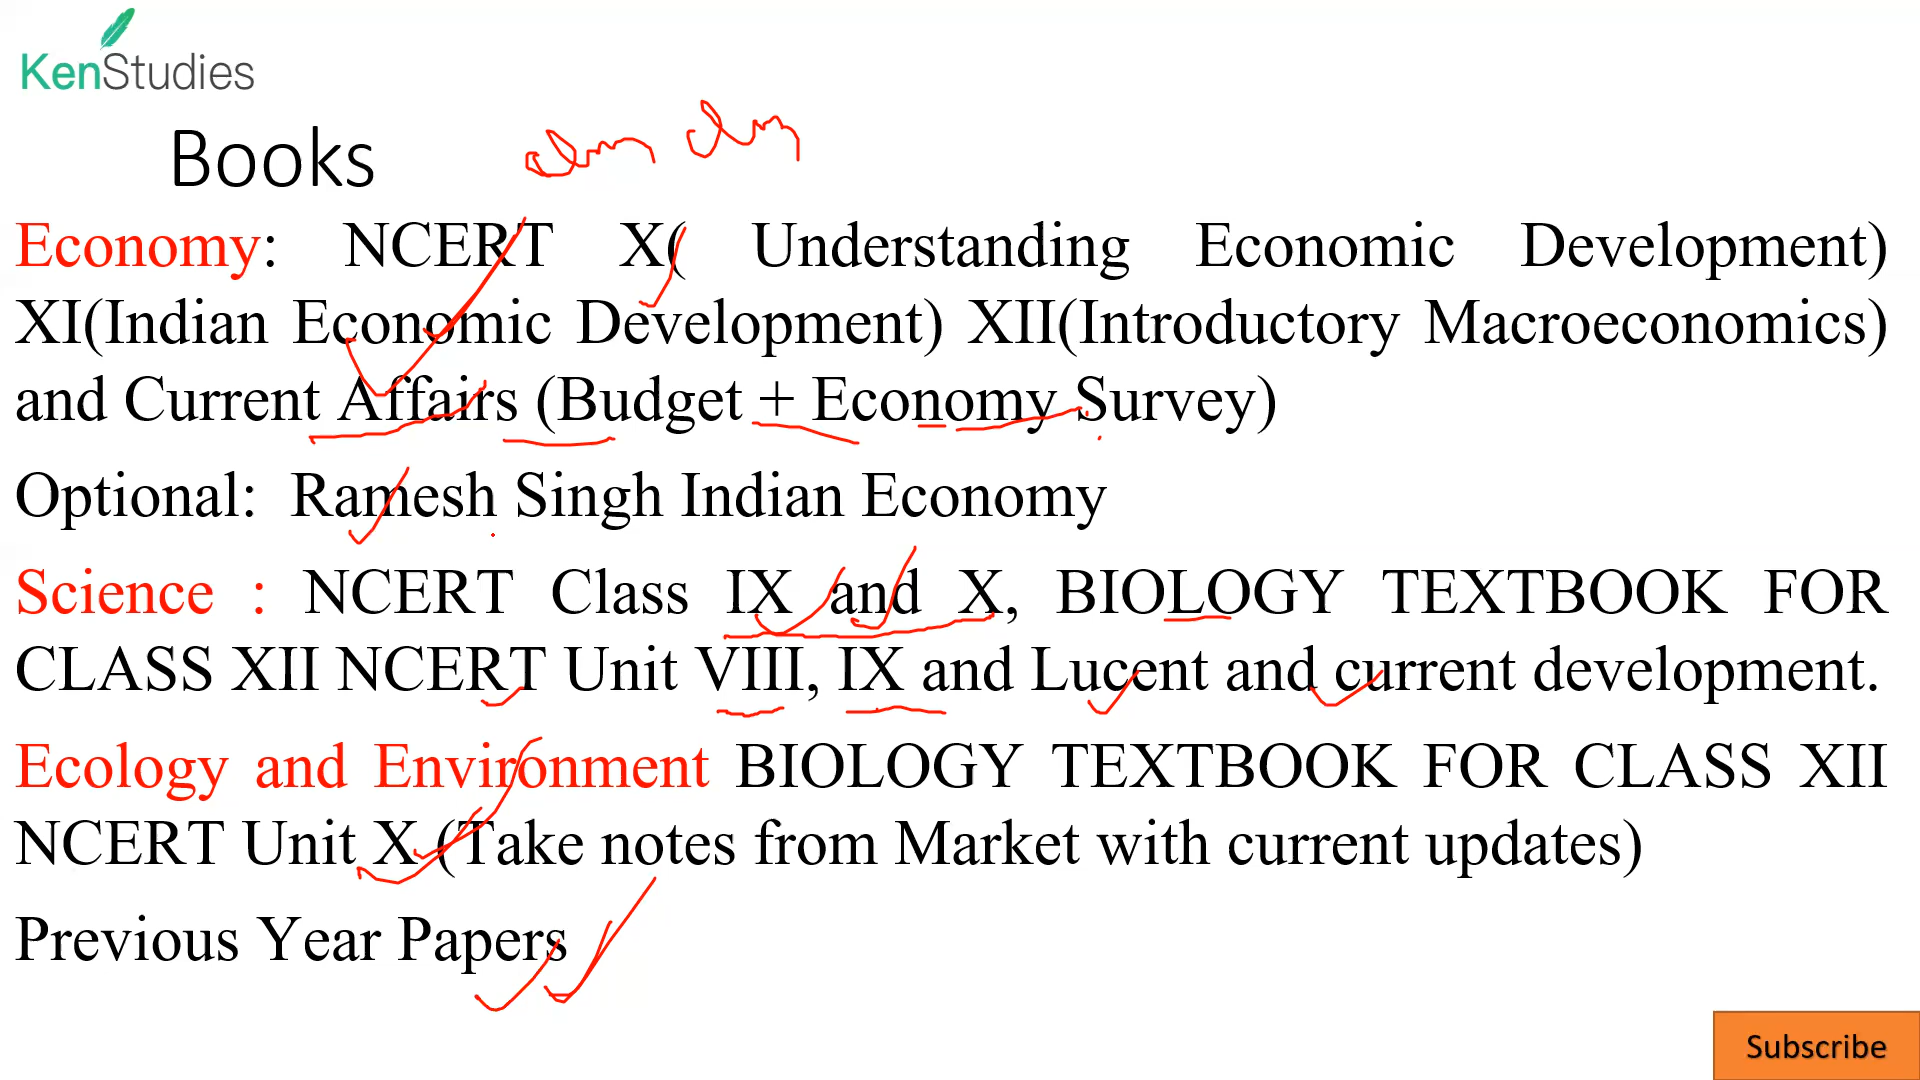 KenStudies
Books
Economy: NCERT X( Understanding Economic Development)
XI(Indian Economic Development) XII(Introductory Macroeconomics)
and Current Affairs (Budget + Economy Survey)
Optional: Ramesh Singh Indian Economy
Science : NCERT Class IX and X, BIOLOGY TEXTBOOK FOR
CLASS XII NCERT Unit VIII, IX and Lucent and current development.
Ecology and Environment BIOLOGY TEXTBOOK FOR CLASS XII
NCERT Unit X (Take notes from Market with current updates)
Previous Year Papers
Subscribe